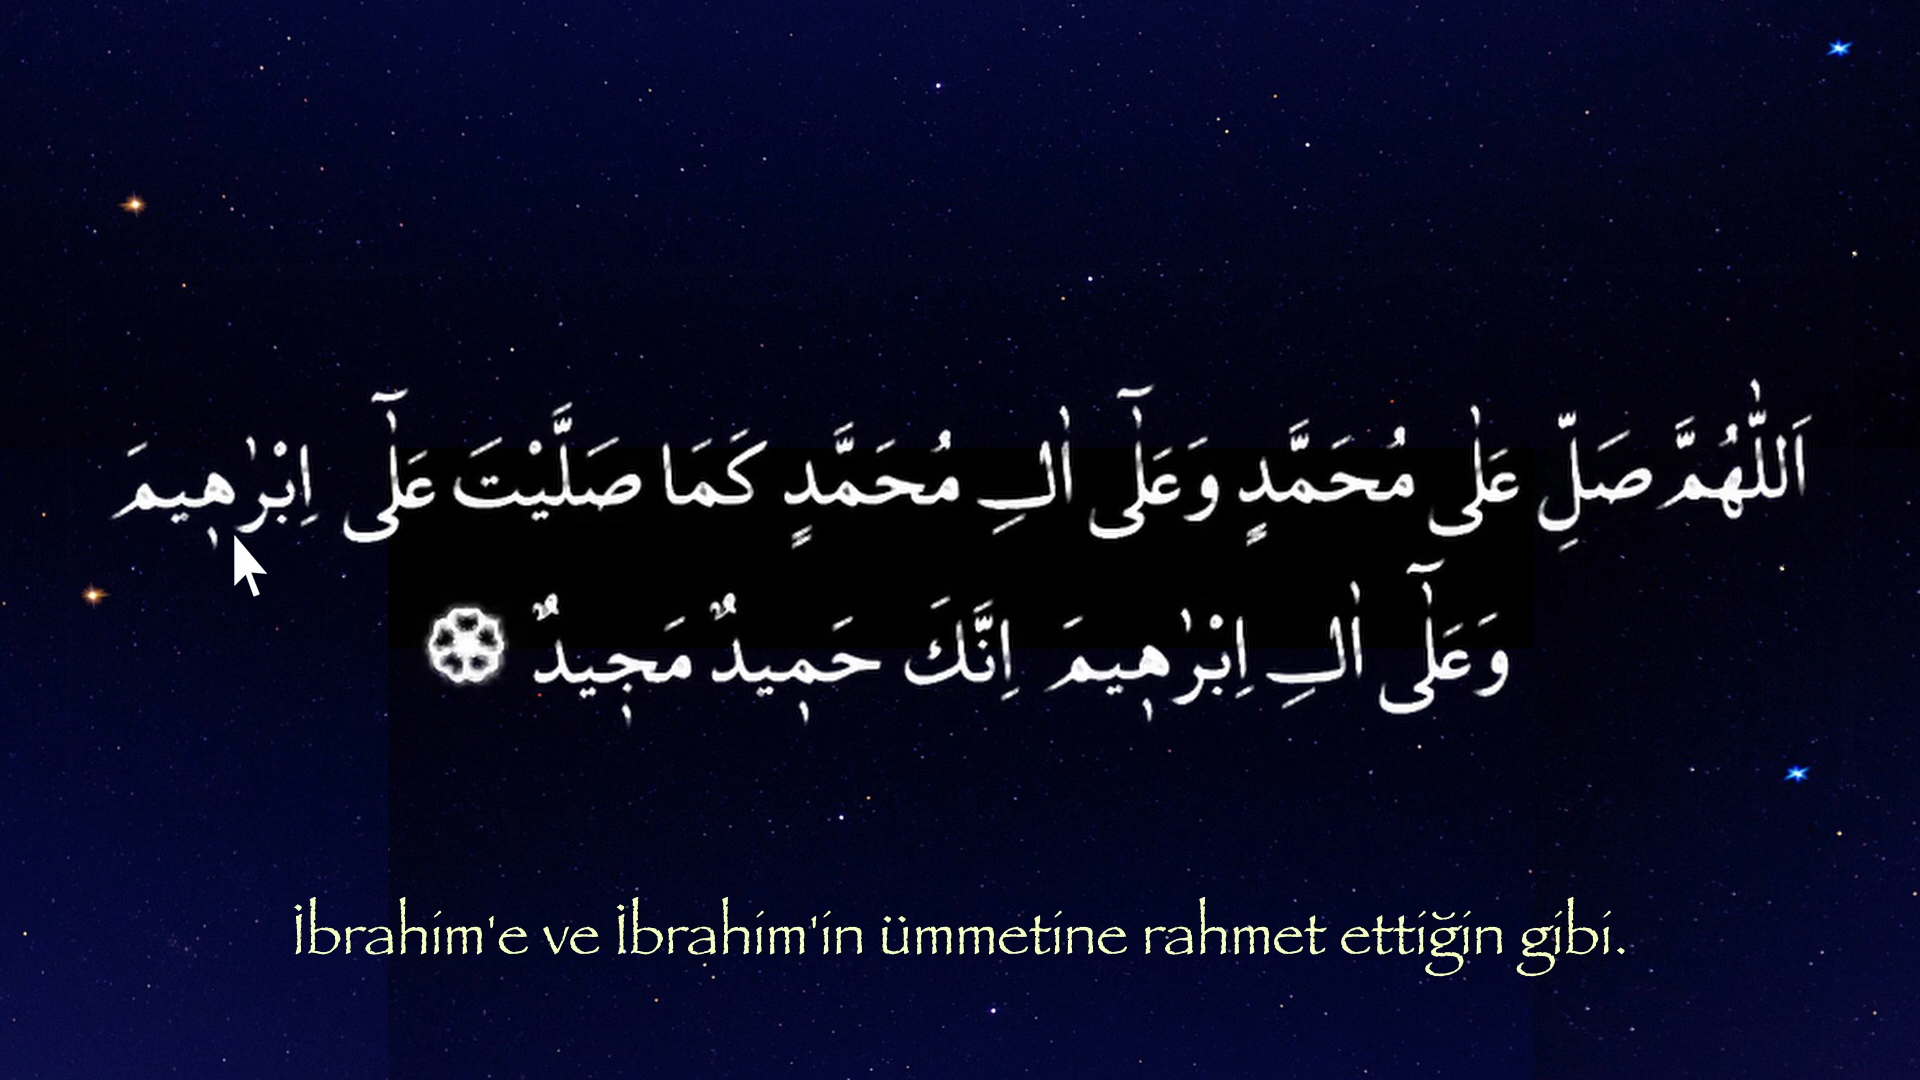 اَللّٰهُمَّ صَلِّ عَلٰى مُحَمَّدٍ وَعَلٰٓى اٰلِ مُحَمَّدٍ كَمَا صَلَّيْتَ عَلٰٓى اِبْرٰهٖيمَ
وَعَلٰٓى اٰلِ اِبْرٰهٖيمَ اِنَّكَ حَمٖيدٌ مَجٖيدٌ
İbrahim'e ve İbrahim'in ümmetine rahmet ettiğin gibi.